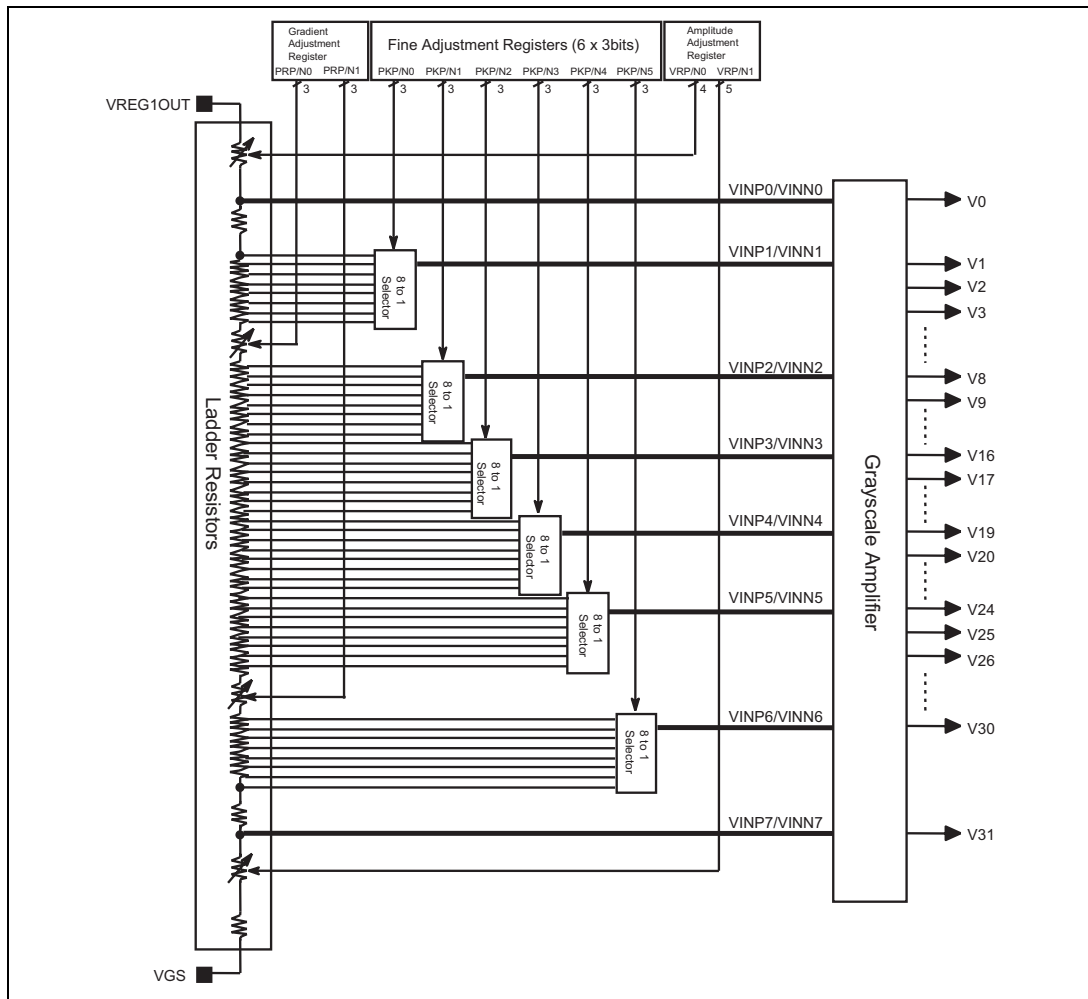 Gradient
Adjustment
Register
PRP/N0 PRP/N1
Fine Adjustment Registers (6 x 3bits)
PKP/N0 PKP/N1 PKP/N2 PKP/N3 PKP/N4 PKP/N5
Amplitude
Adjustment
Register
VRP/N0 VRP/N1
3 3 3 3 3 3 3 3 4 5
VREG1OUT
Ladder Resistors
VGS
8 to 1
Selector
8 to 1
Selector
8 to 1
Selector
8 to 1
Selector
8 to 1
Selector
8 to 1
Selector
VINP0/VINN0
VINP1/VINN1
VINP2/VINN2
VINP3/VINN3
VINP4/VINN4
VINP5/VINN5
VINP6/VINN6
VINP7/VINN7
Grayscale Amplifier
V0
V1
V2
V3
V8
V9
V16
V17
V19
V20
V24
V25
V26
V30
V31